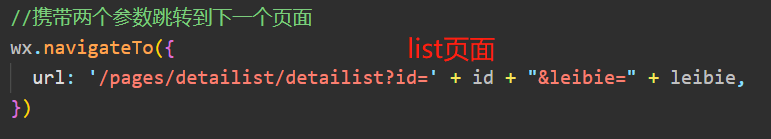 //携带两个参数跳转到下一个页面
wx.navigateTo({
list页面
url: '/pages/detailist/detailist?id=' + id + "&leibie=" + leibie,
})